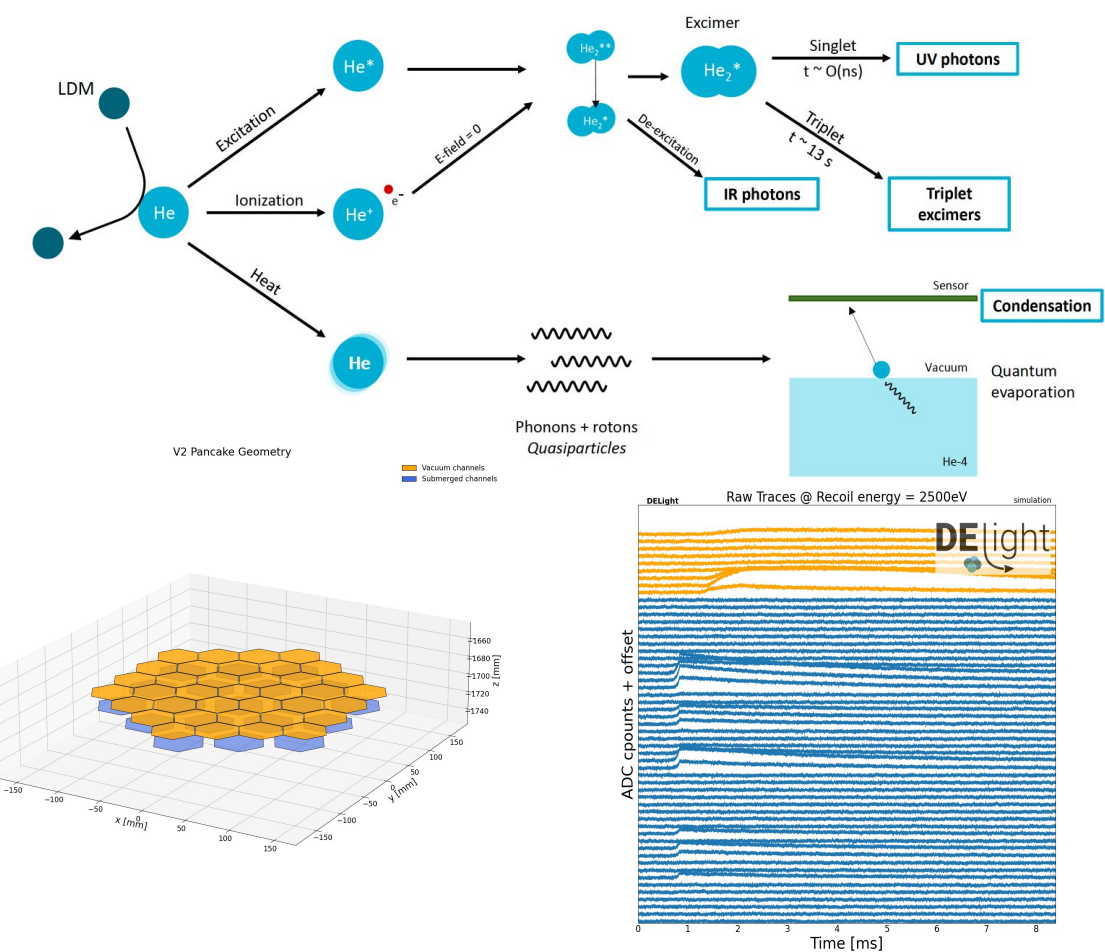 LDM
He
Excitation
Ionization
Heat
He*
He⁺
e⁻
He
E-field = 0
He₂**
He₂*
De-excitation
IR photons
Excimer
He₂*
Singlet
t ~ O(ns)
UV photons
Triplet
t ~ 13 s
Triplet
excimers
Phonons + rotons
Quasiparticles
Sensor
Condensation
Vacuum
Quantum
evaporation
He-4
V2 Pancake Geometry
Vacuum channels
Submerged channels
−1660
−1680
−1700
−1720
−1740
z [mm]
−150
−100
−50
0
50
100
150
x [mm]
−150
−100
−50
0
50
100
150
y [mm]
DELight
Raw Traces @ Recoil energy = 2500eV
simulation
DElight
ADC cpounts + offset
0 1 2 3 4 5 6 7 8
Time [ms]